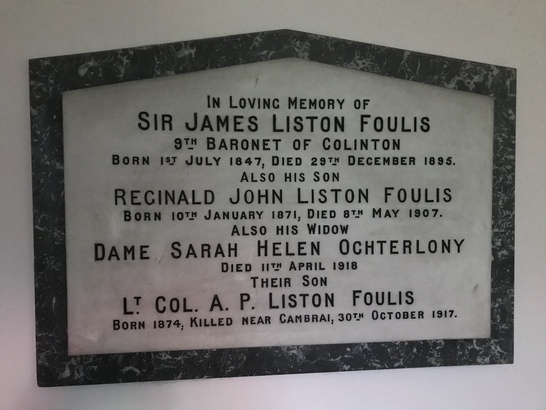 IN LOVING MEMORY OF
SIR JAMES LISTON FOULIS
9TH BARONET OF COLINTON
BORN 1ST JULY 1847, DIED 29TH DECEMBER 1895.
ALSO HIS SON
REGINALD JOHN LISTON FOULIS
BORN 10TH JANUARY 1871, DIED 8TH MAY 1907.
ALSO HIS WIDOW
DAME SARAH HELEN OCHTERLONY
DIED 11TH APRIL 1918
THEIR SON
LT COL. A. P. LISTON FOULIS
BORN 1874, KILLED NEAR CAMBRAI, 30TH OCTOBER 1917.